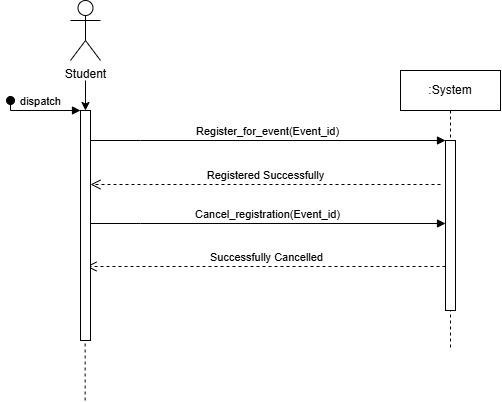 Student
dispatch
:System
Register_for_event(Event_id)
Registered Successfully
Cancel_registration(Event_id)
Successfully Cancelled